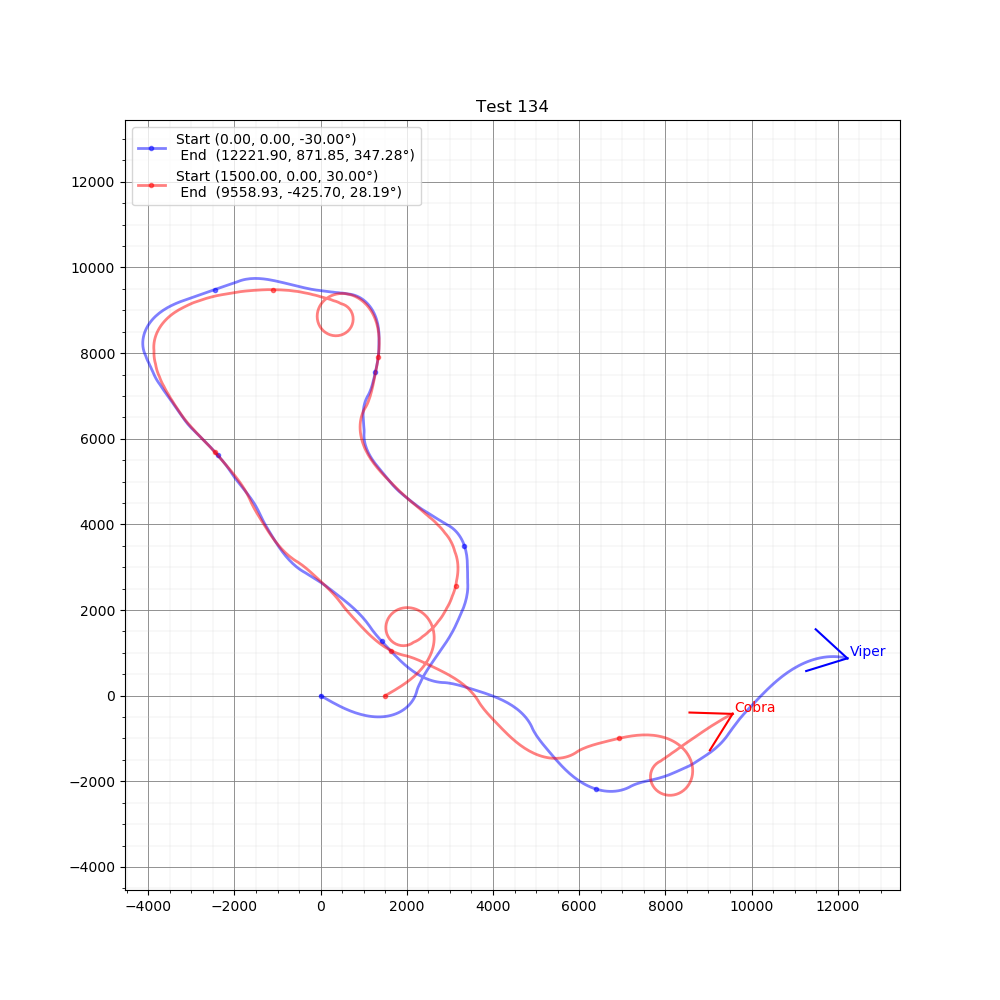 Test 134
Start (0.00, 0.00, -30.00°)
End  (12221.90, 871.85, 347.28°)
Start (1500.00, 0.00, 30.00°)
End  (9558.93, -425.70, 28.19°)
12000
10000
8000
6000
4000
2000
0
−2000
−4000
Viper
Cobra
−4000 −2000 0 2000 4000 6000 8000 10000 12000